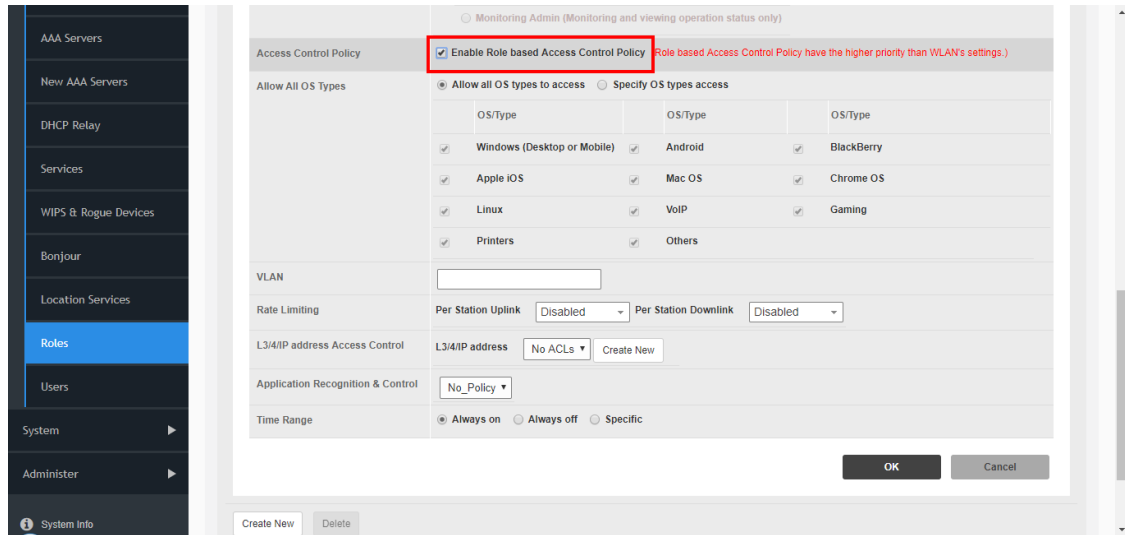 AAA Servers
New AAA Servers
DHCP Relay
Services
WIPS & Rogue Devices
Bonjour
Location Services
Roles
Users
System
Administer
System Info
Monitoring Admin (Monitoring and viewing operation status only)
Access Control Policy
Enable Role based Access Control Policy (Role based Access Control Policy have the higher priority than WLAN's settings.)
Allow All OS Types
Allow all OS types to access Specify OS types access
OS/Type OS/Type OS/Type
Windows (Desktop or Mobile) Android BlackBerry
Apple iOS Mac OS Chrome OS
Linux VoIP Gaming
Printers Others
VLAN
Rate Limiting Per Station Uplink Disabled Per Station Downlink Disabled
L3/4/IP address Access Control L3/4/IP address No ACLs Create New
Application Recognition & Control No_Policy
Time Range Always on Always off Specific
OK Cancel
Create New Delete